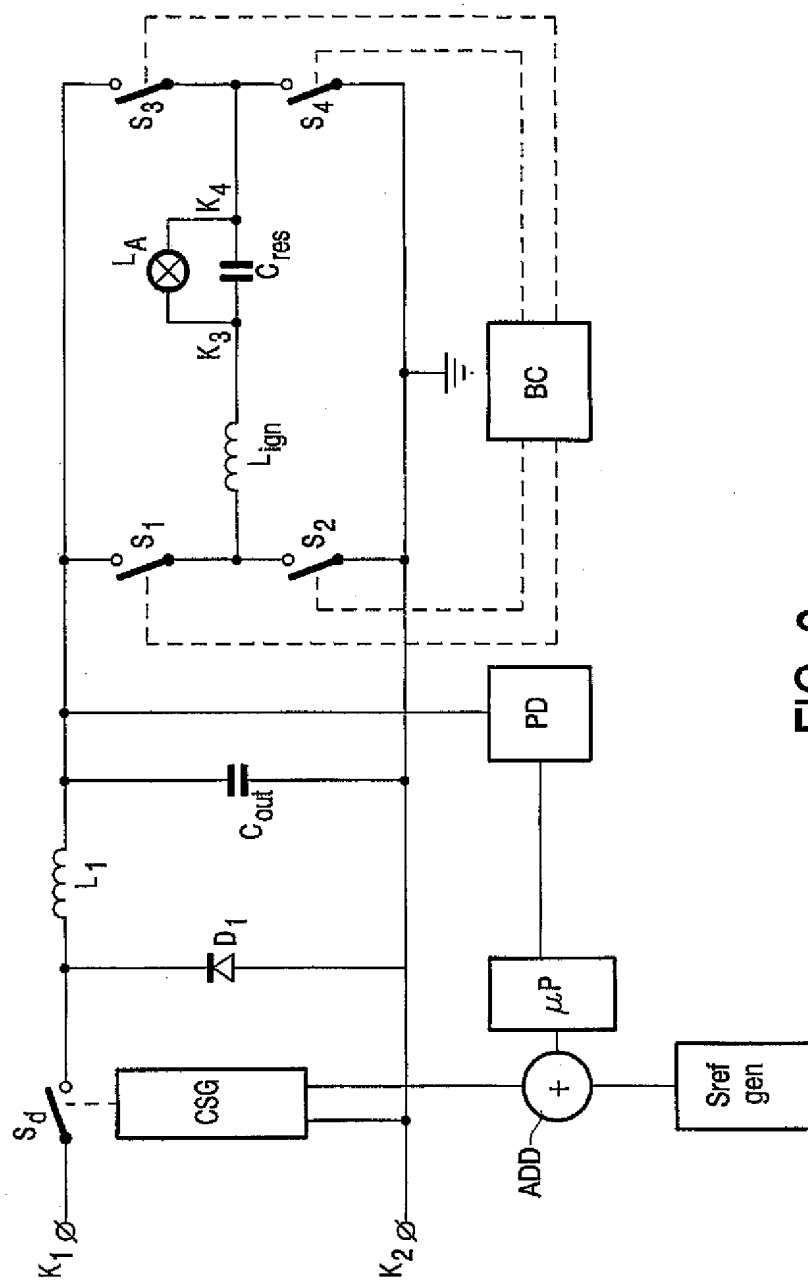 K1
Sd
L1
S1
S3
LA
K3
K4
Lign
Cres
D1
Cout
S2
S4
CSG
K2
ADD
+
μP
PD
BC
Sref
gen
FIG.